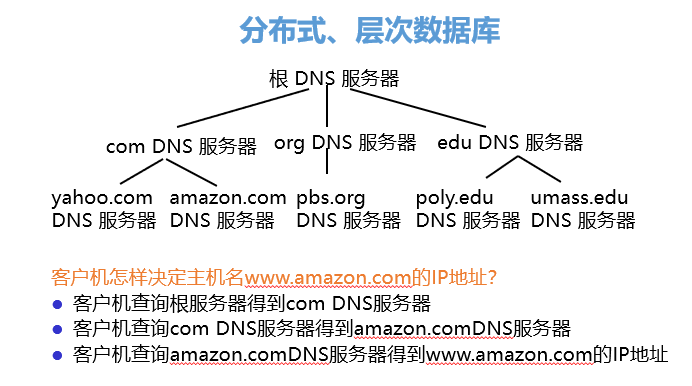 分布式、层次数据库
根 DNS 服务器
com DNS 服务器 org DNS 服务器 edu DNS 服务器
yahoo.com amazon.com pbs.org poly.edu umass.edu
DNS 服务器 DNS 服务器 DNS 服务器 DNS 服务器 DNS 服务器
客户机怎样决定主机名www.amazon.com的IP地址?
● 客户机查询根服务器得到com DNS服务器
● 客户机查询com DNS服务器得到amazon.comDNS服务器
● 客户机查询amazon.comDNS服务器得到www.amazon.com的IP地址